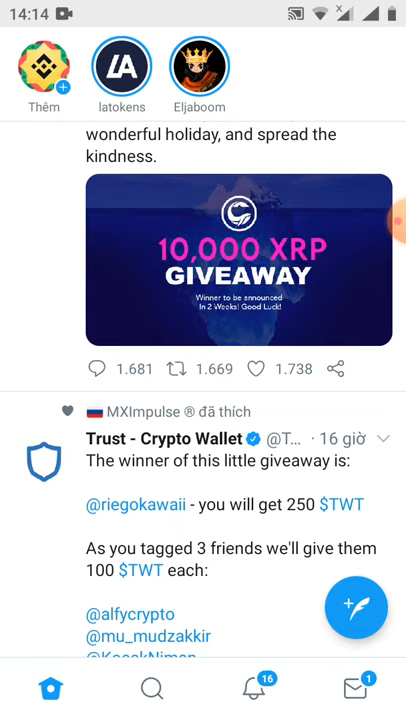 14:14
Thêm
latokens
Eljaboom
wonderful holiday, and spread the
kindness.
10,000 XRP
GIVEAWAY
Winner to be announced
In 2 Weeks! Good Luck!
1.681
1.669
1.738
MXImpulse ® đã thích
Trust - Crypto Wallet @T... · 16 giờ
The winner of this little giveaway is:
@riegokawaii - you will get 250 $TWT
As you tagged 3 friends we'll give them
100 $TWT each:
@alfycrypto
@mu_mudzakkir
16
1